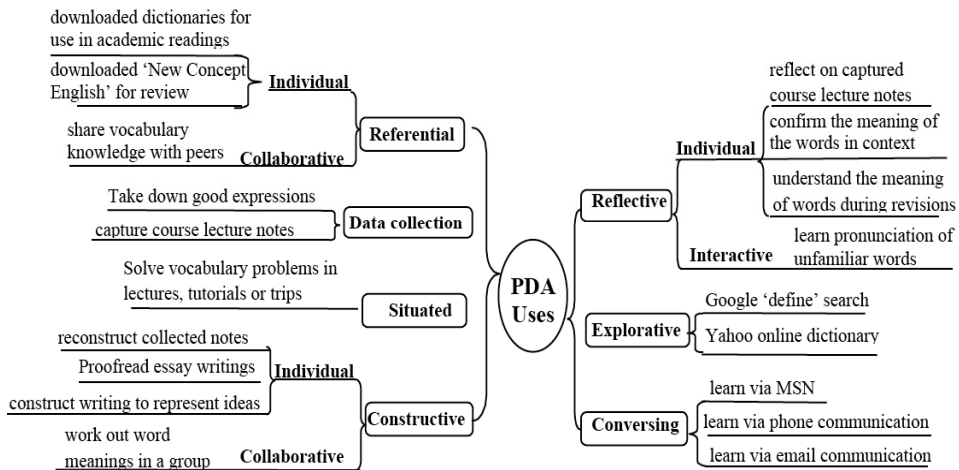 downloaded dictionaries for
use in academic readings
downloaded ‘New Concept
English’ for review
Individual
share vocabulary
knowledge with peers
Collaborative
Referential
Take down good expressions
capture course lecture notes
Data collection
Solve vocabulary problems in
lectures, tutorials or trips
Situated
reconstruct collected notes
Proofread essay writings
construct writing to represent ideas
Individual
work out word
meanings in a group
Collaborative
Constructive
PDA
Uses
Reflective
Individual
reflect on captured
course lecture notes
confirm the meaning of
the words in context
understand the meaning
of words during revisions
Interactive
learn pronunciation of
unfamiliar words
Explorative
Google ‘define’ search
Yahoo online dictionary
Conversing
learn via MSN
learn via phone communication
learn via email communication